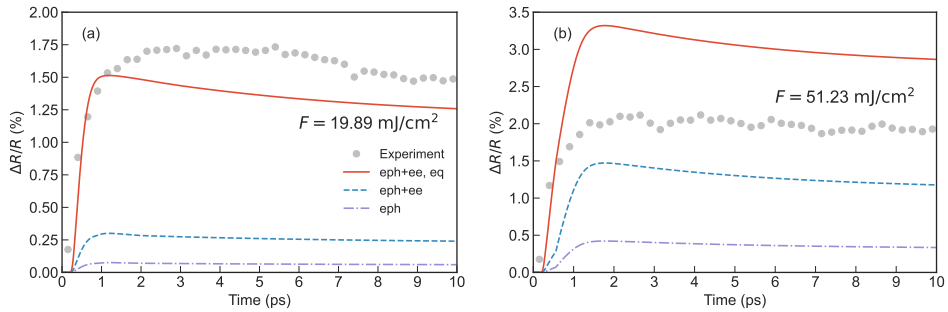 (a)
ΔR/R (%)
1.75
1.50
1.25
1.00
0.75
0.50
0.25
0.00
F = 19.89 mJ/cm²
Experiment
eph+ee, eq
eph+ee
eph
0 1 2 3 4 5 6 7 8 9 10
Time (ps)
(b)
ΔR/R (%)
3.5
3.0
2.5
2.0
1.5
1.0
0.5
0.0
F = 51.23 mJ/cm²
0 1 2 3 4 5 6 7 8 9 10
Time (ps)
2.00